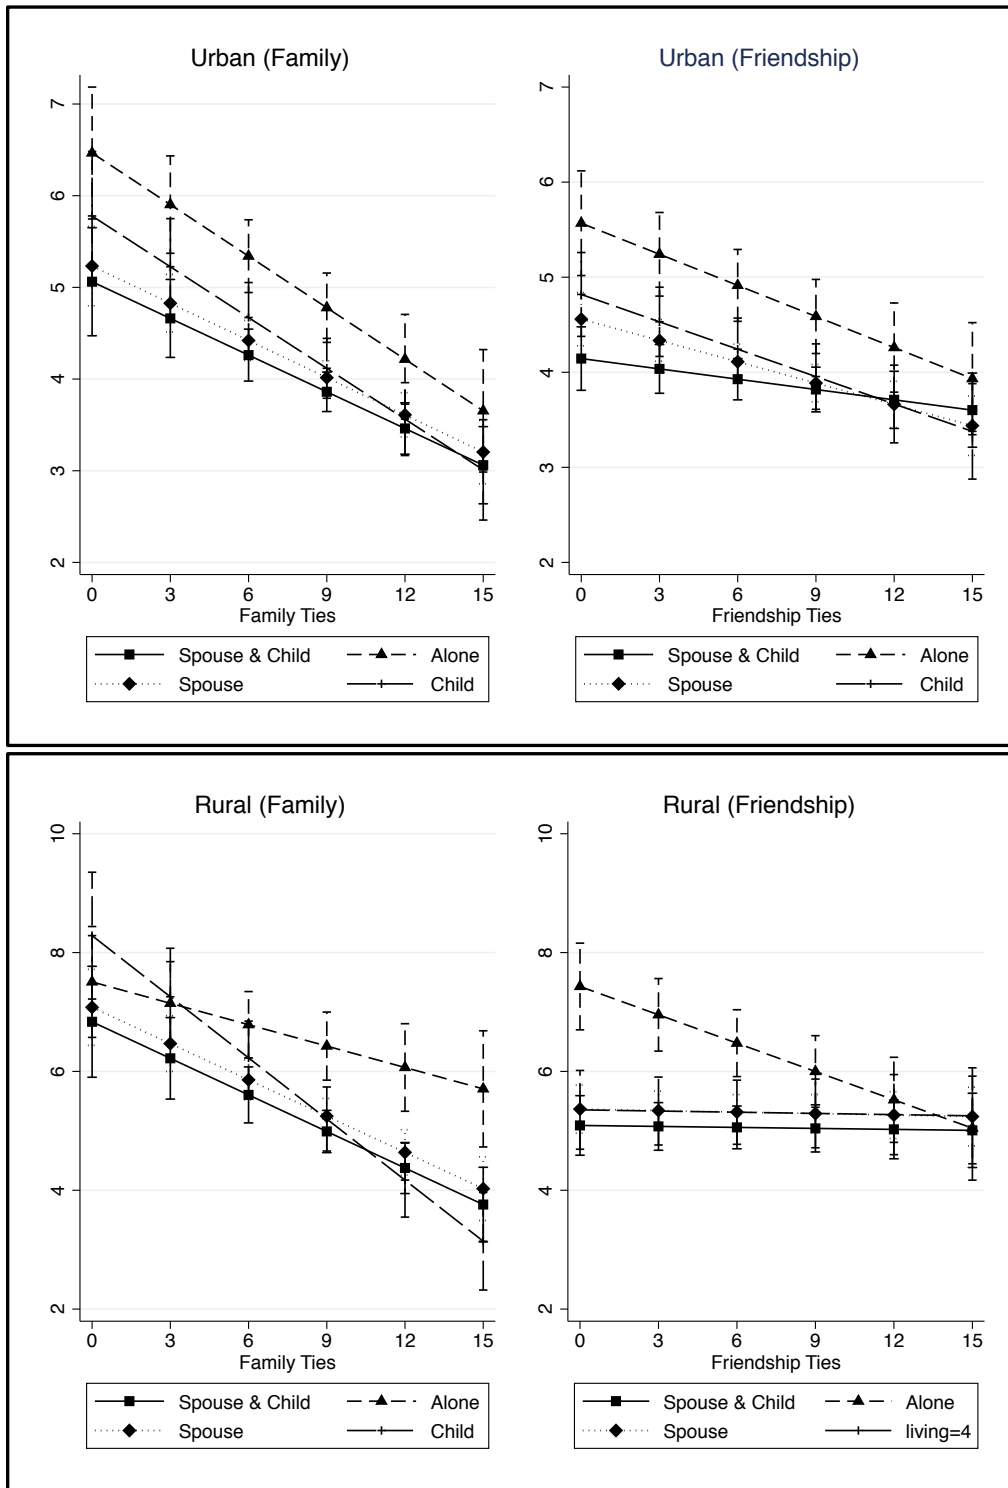 Urban (Family)
7
6
5
4
3
2
0 3 6 9 12 15
Family Ties
Spouse & Child Alone
Spouse Child
Urban (Friendship)
7
6
5
4
3
2
0 3 6 9 12 15
Friendship Ties
Spouse & Child Alone
Spouse Child
Rural (Family)
10
8
6
4
2
0 3 6 9 12 15
Family Ties
Spouse & Child Alone
Spouse Child
Rural (Friendship)
10
8
6
4
2
0 3 6 9 12 15
Friendship Ties
Spouse & Child Alone
Spouse living=4